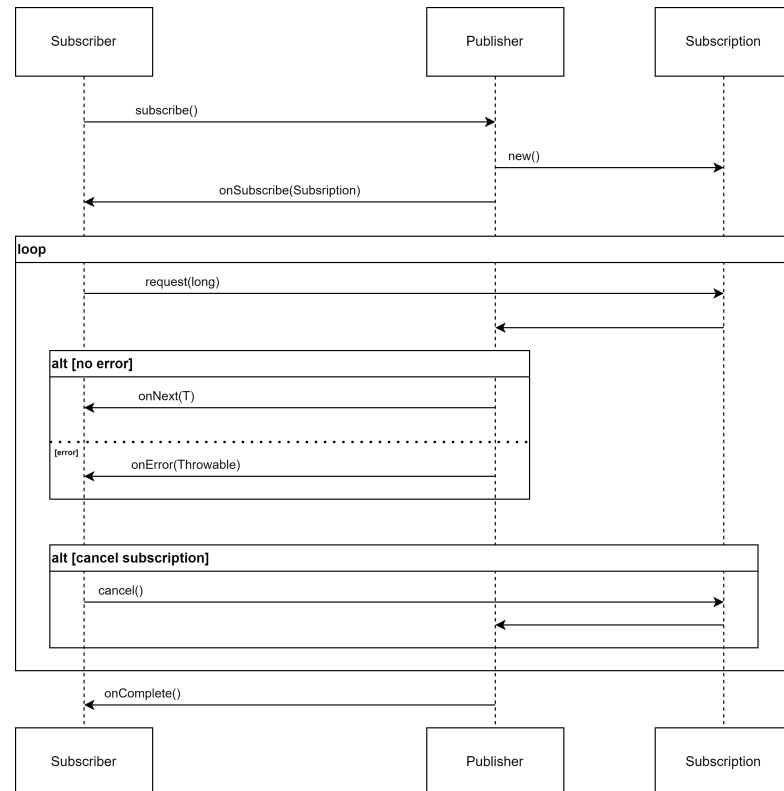 Subscriber
Publisher
Subscription
subscribe()
new()
onSubscribe(Subsription)
loop
request(long)
alt [no error]
onNext(T)
[error]
onError(Throwable)
alt [cancel subscription]
cancel()
onComplete()
Subscriber
Publisher
Subscription